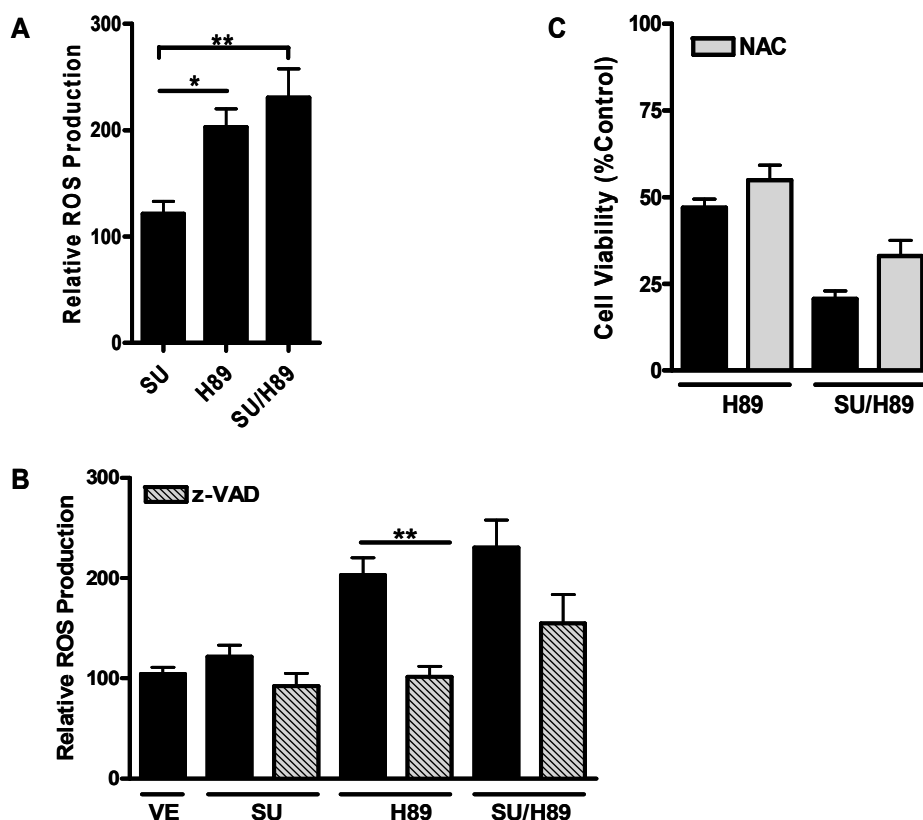 A
Relative ROS Production
300
200
100
0
**
*
SU
H89
SU/H89
C
Cell Viability (%Control)
100
75
50
25
0
NAC
H89
SU/H89
B
Relative ROS Production
300
200
100
0
z-VAD
**
VE
SU
H89
SU/H89